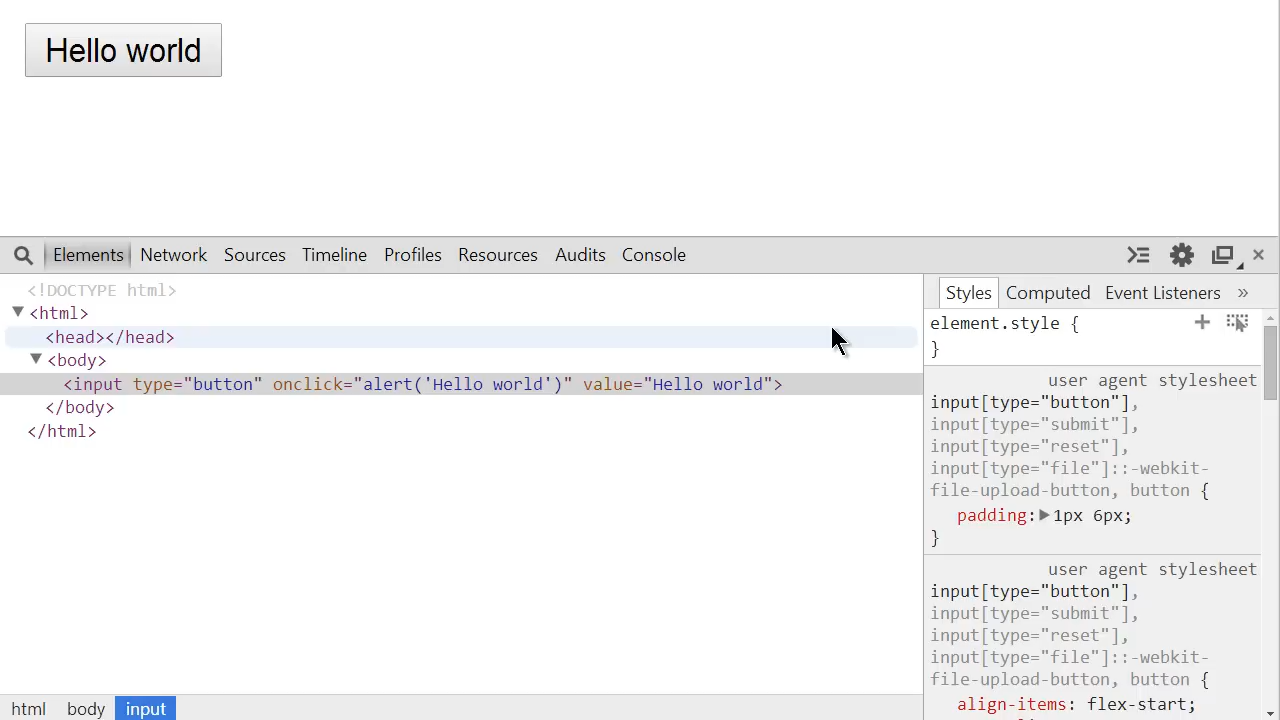 Hello world
Elements Network Sources Timeline Profiles Resources Audits Console
<!DOCTYPE html>
<html>
<head></head>
<body>
<input type="button" onclick="alert('Hello world')" value="Hello world">
</body>
</html>
html body input
Styles Computed Event Listeners »
element.style {
}
user agent stylesheet
input[type="button"],
input[type="submit"],
input[type="reset"],
input[type="file"]::-webkit-
file-upload-button, button {
padding: 1px 6px;
}
user agent stylesheet
input[type="button"],
input[type="submit"],
input[type="reset"],
input[type="file"]::-webkit-
file-upload-button, button {
align-items: flex-start;